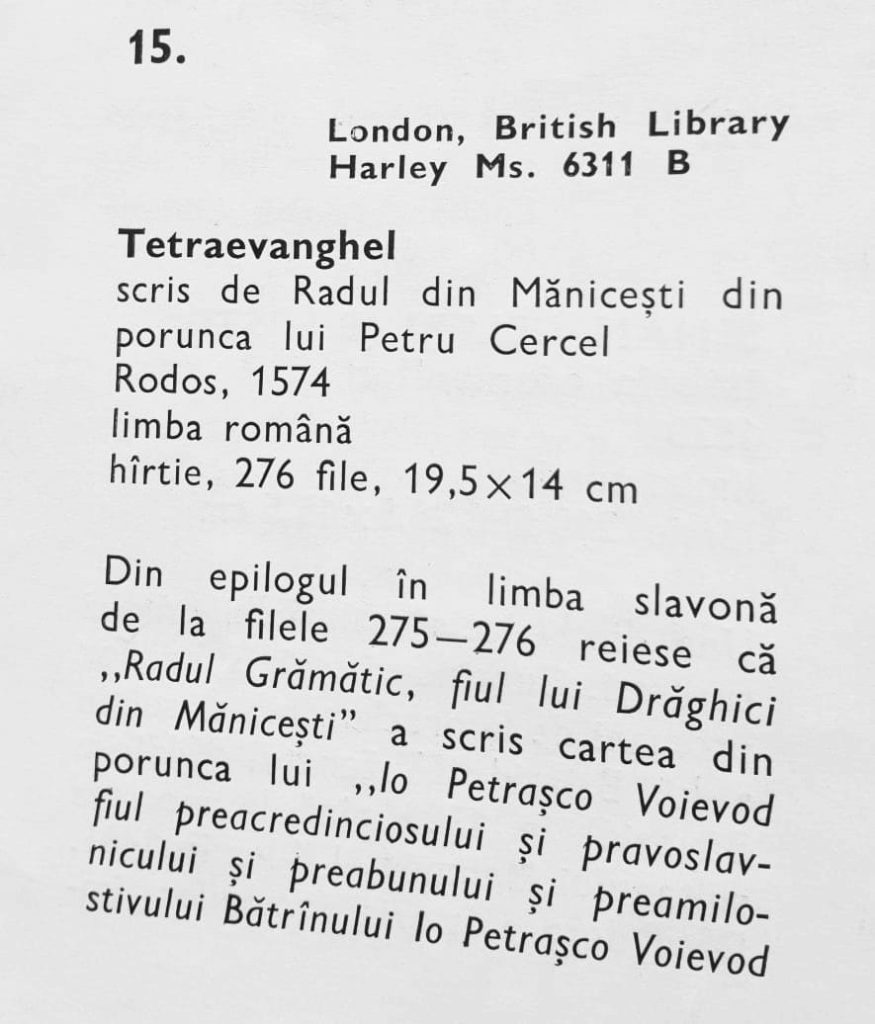 15.
London, British Library
Harley Ms. 6311 B
Tetraevanghel
scris de Radul din Mănicești din
porunca lui Petru Cercel
Rodos, 1574
limba română
hîrtie, 276 file, 19,5×14 cm
Din epilogul în limba slavonă
de la filele 275—276 reiese că
,,Radul Grămătic, fiul lui Drăghici
din Mănicești” a scris cartea din
porunca lui ,,Io Petrașco Voievod
fiul preacredinciosului și pravoslav-
nicului și preabunului și preamilo-
stivului Bătrînului Io Petrașco Voievod